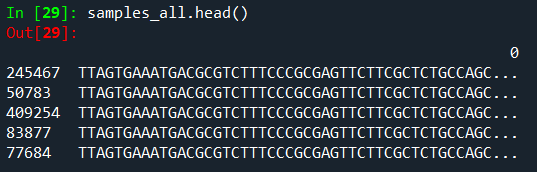 In [29]: samples_all.head()
Out[29]:
0
245467 TTAGTGAAATGACGCGTCTTTCCCGCGAGTTCTTCGCTCTGCCAGC...
50783 TTAGTGAAATGACGCGTCTTTCCCGCGAGTTCTTCGCTCTGCCAGC...
409254 TTAGTGAAATGACGCGTCTTTCCCGCGAGTTCTTCGCTCTGCCAGC...
83877 TTAGTGAAATGACGCGTCTTTCCCGCGAGTTCTTCGCTCTGCCAGC...
77684 TTAGTGAAATGACGCGTCTTTCCCGCGAGTTCTTCGCTCTGCCAGC...